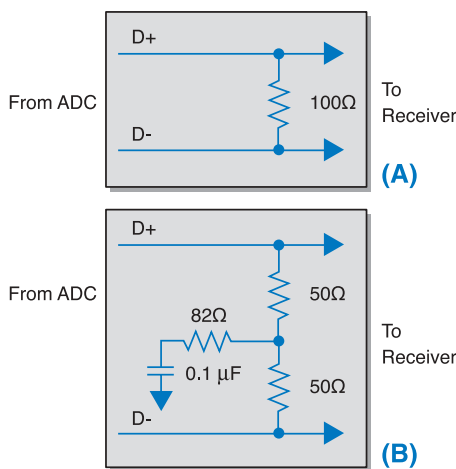 D+
From ADC
100Ω
To
Receiver
D-
(A)
D+
From ADC
50Ω
82Ω
To
Receiver
0.1 µF
50Ω
D-
(B)